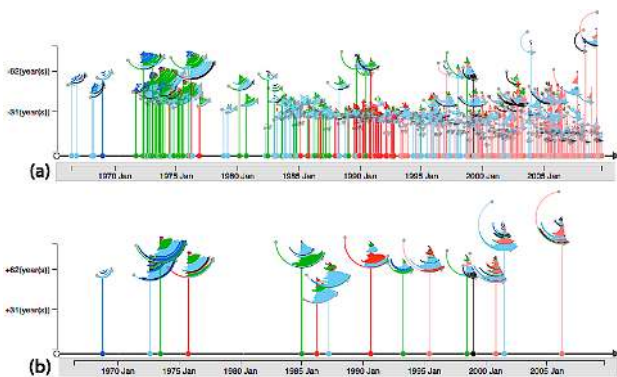 -62(year(s))
-31(year(s))
(a)
1970 Jan 1975 Jan 1980 Jan 1985 Jan 1990 Jan 1995 Jan 2000 Jan 2005 Jan
+62(year(s))
+31(year(s))
(b)
1970 Jan 1975 Jan 1980 Jan 1985 Jan 1990 Jan 1995 Jan 2000 Jan 2005 Jan